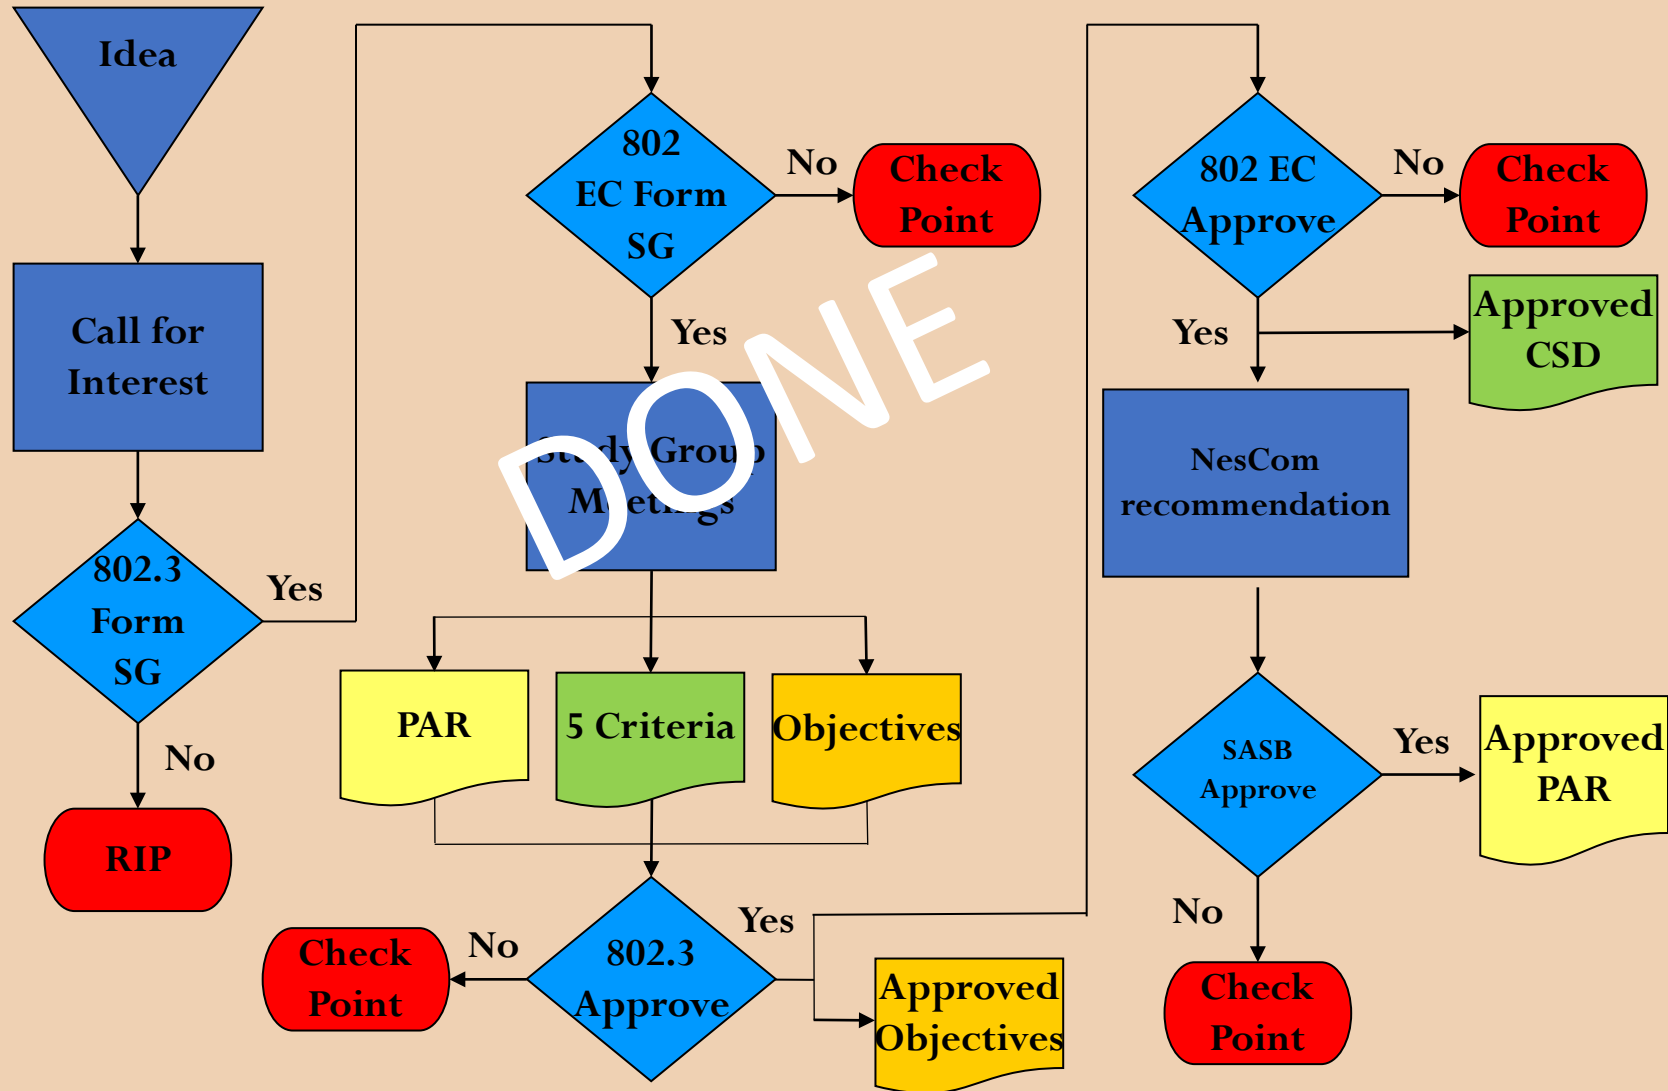 Idea
Call for
Interest
802.3
Form
SG
Yes
No
RIP
802
EC Form
SG
No
Check
Point
Yes
Study Group
Meetings
DONE
PAR
5 Criteria
Objectives
802.3
Approve
No
Check
Point
Yes
Approved
Objectives
802 EC
Approve
No
Check
Point
Yes
Approved
CSD
NesCom
recommendation
SASB
Approve
Yes
Approved
PAR
No
Check
Point